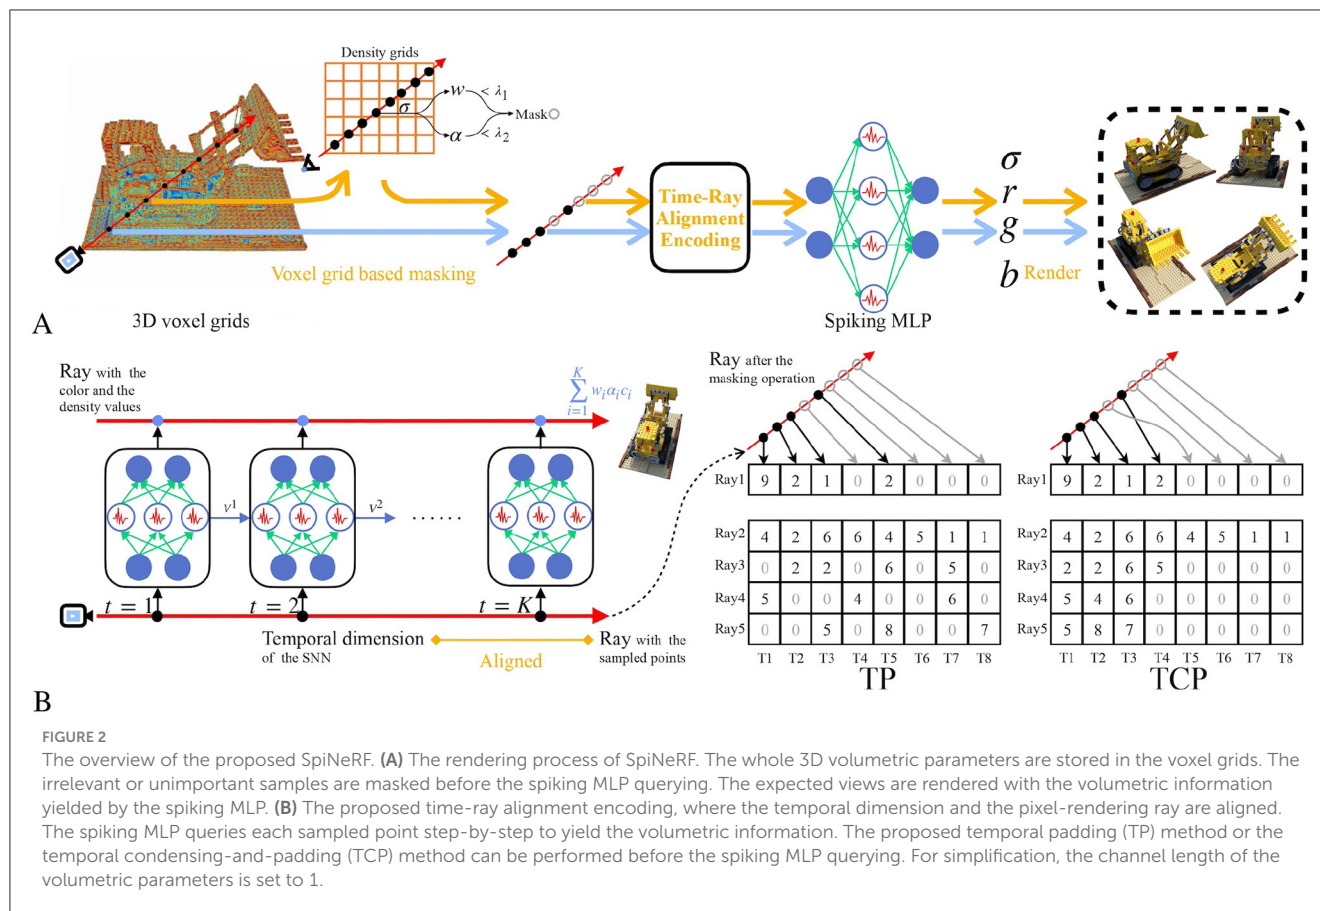 Density grids
σ
w
< λ1
α
< λ2
Mask
Voxel grid based masking
Time-Ray
Alignment
Encoding
σ
r
g
b
Render
A
3D voxel grids
Spiking MLP
Ray with the
color and the
density values
K
∑ wᵢαᵢcᵢ
i=1
v¹
v²
......
t = 1
t = 2
t = K
Temporal dimension
of the SNN
Aligned
Ray with the
sampled points
Ray after the
masking operation
Ray1 9 2 1 0 2 0 0 0
Ray2 4 2 6 6 4 5 1 1
Ray3 0 2 2 0 6 0 5 0
Ray4 5 0 0 4 0 0 6 0
Ray5 0 0 5 0 8 0 0 7
T1 T2 T3 T4 T5 T6 T7 T8
TP
Ray1 9 2 1 2 0 0 0 0
Ray2 4 2 6 6 4 5 1 1
Ray3 2 2 6 5 0 0 0 0
Ray4 5 4 6 0 0 0 0 0
Ray5 5 8 7 0 0 0 0 0
T1 T2 T3 T4 T5 T6 T7 T8
TCP
B
FIGURE 2
The overview of the proposed SpiNeRF. (A) The rendering process of SpiNeRF. The whole 3D volumetric parameters are stored in the voxel grids. The
irrelevant or unimportant samples are masked before the spiking MLP querying. The expected views are rendered with the volumetric information
yielded by the spiking MLP. (B) The proposed time-ray alignment encoding, where the temporal dimension and the pixel-rendering ray are aligned.
The spiking MLP queries each sampled point step-by-step to yield the volumetric information. The proposed temporal padding (TP) method or the
temporal condensing-and-padding (TCP) method can be performed before the spiking MLP querying. For simplification, the channel length of the
volumetric parameters is set to 1.